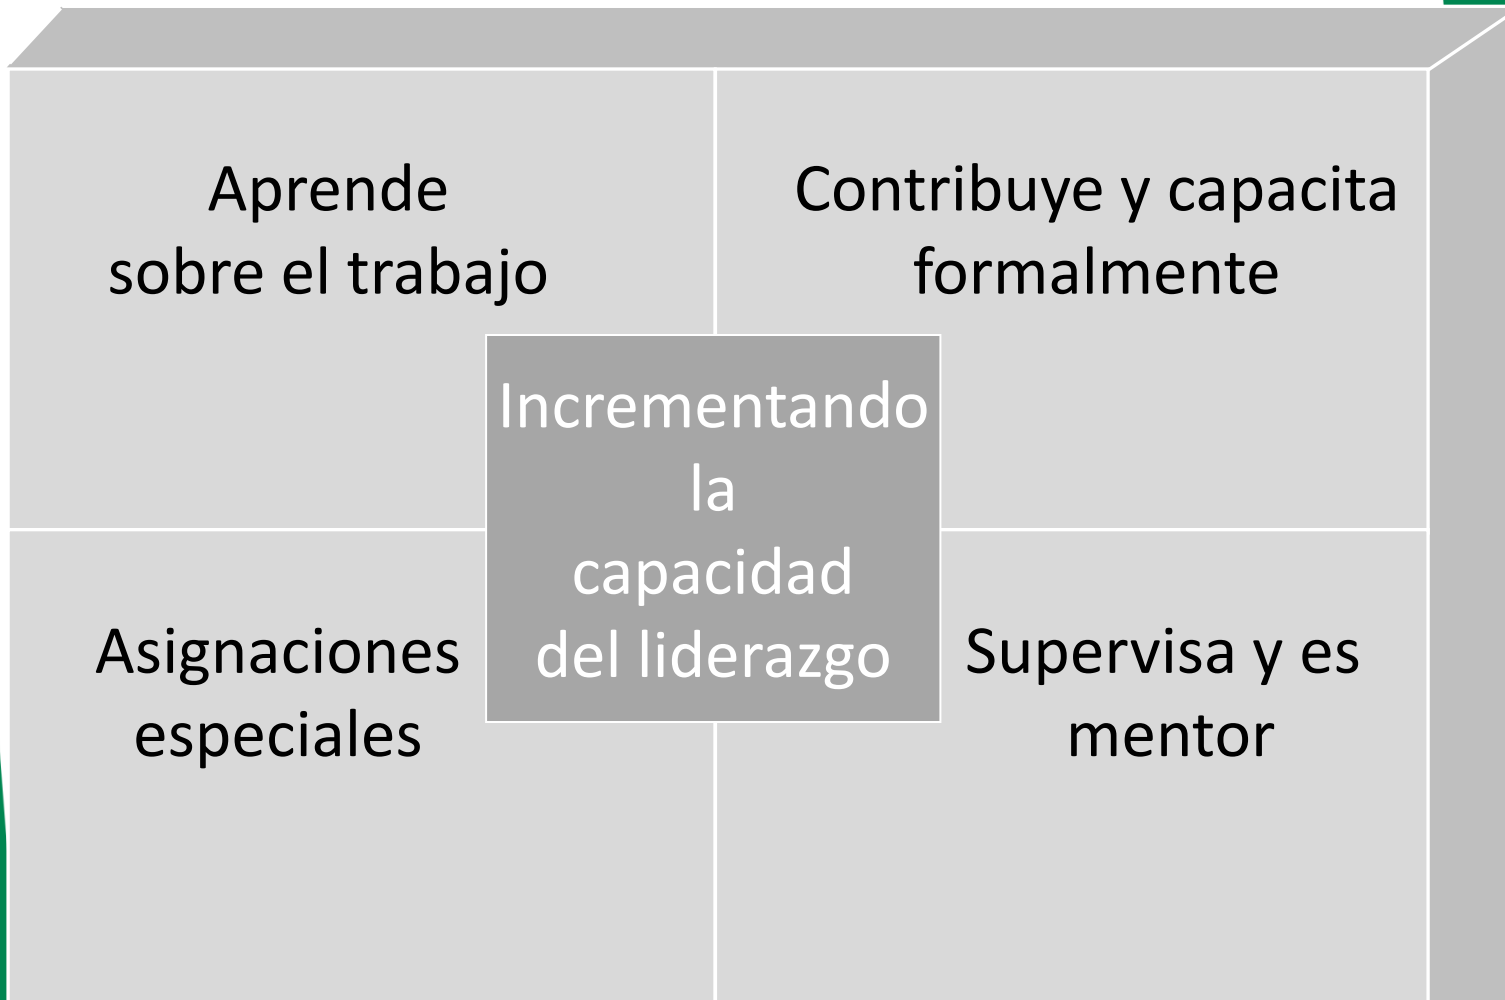 Aprende
sobre el trabajo
Contribuye y capacita
formalmente
Incrementando
la
capacidad
del liderazgo
Asignaciones
especiales
Supervisa y es
mentor